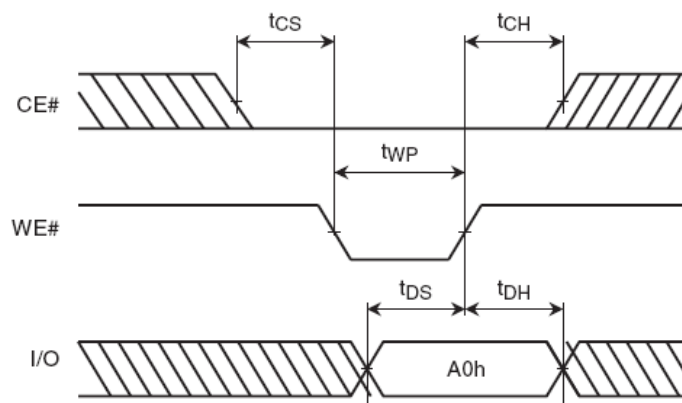 tCS tCH
CE#
tWP
WE#
tDS tDH
I/O A0h